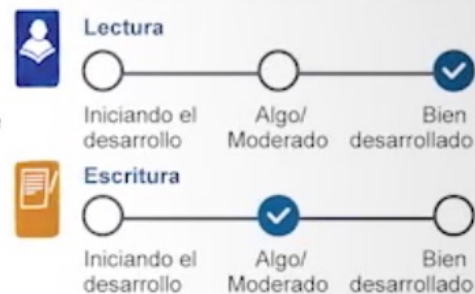 Lectura
Iniciando el Algo/ Bien
desarrollo Moderado desarrollado
Escritura
Iniciando el Algo/ Bien
desarrollo Moderado desarrollado